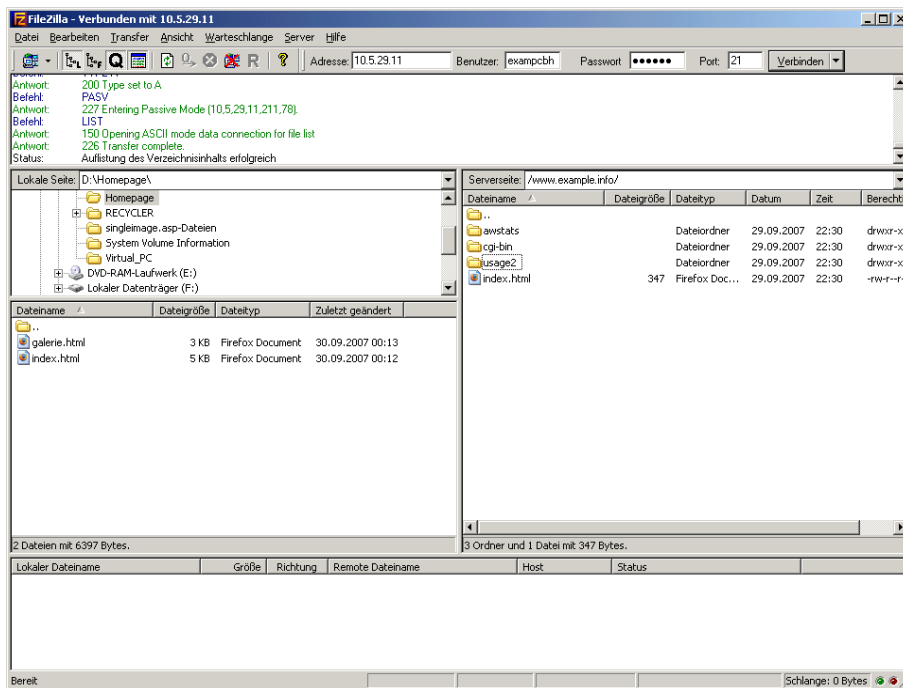 FileZilla - Verbunden mit 10.5.29.11
Datei Bearbeiten Transfer Ansicht Warteschlange Server Hilfe
L F Q R ? Adresse: 10.5.29.11 Benutzer: exampcbh Passwort ●●●●●● Port: 21 Verbinden
Antwort: 200 Type set to A
Befehl: PASV
Antwort: 227 Entering Passive Mode (10,5,29,11,211,78).
Befehl: LIST
Antwort: 150 Opening ASCII mode data connection for file list
Antwort: 226 Transfer complete.
Status: Auflistung des Verzeichnisinhalts erfolgreich
Lokale Seite: D:\Homepage\
Homepage
RECYCLER
singleimage.asp-Dateien
System Volume Information
Virtual_PC
DVD-RAM-Laufwerk (E:)
Lokaler Datenträger (F:)
Dateiname Dateigröße Dateityp Zuletzt geändert
..
galerie.html 3 KB Firefox Document 30.09.2007 00:13
index.html 5 KB Firefox Document 30.09.2007 00:12
2 Dateien mit 6397 Bytes.
Serverseite: /www.example.info/
Dateiname Dateigröße Dateityp Datum Zeit Berechti
..
awstats Dateiordner 29.09.2007 22:30 drwxr-x
cgi-bin Dateiordner 29.09.2007 22:30 drwxr-x
usage2 Dateiordner 29.09.2007 22:30 drwxr-x
index.html 347 Firefox Doc... 29.09.2007 22:30 -rw-r--r-
3 Ordner und 1 Datei mit 347 Bytes.
Lokaler Dateiname Größe Richtung Remote Dateiname Host Status
Bereit Schlange: 0 Bytes